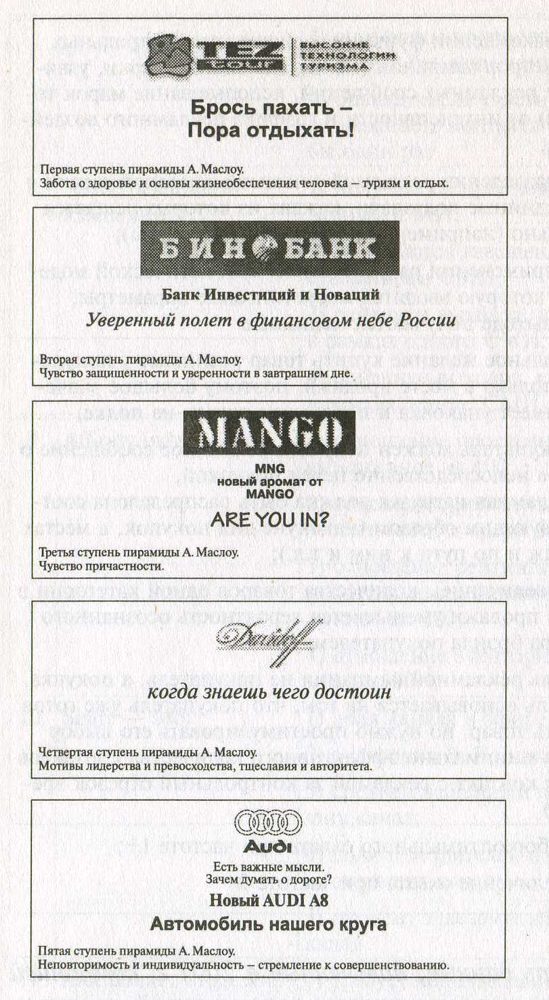 TEZ
TOUR
ВЫСОКИЕ
ТЕХНОЛОГИИ
ТУРИЗМА
Брось пахать –
Пора отдыхать!
Первая ступень пирамиды А. Маслоу.
Забота о здоровье и основы жизнеобеспечения человека – туризм и отдых.
БИНБАНК
Банк Инвестиций и Новаций
Уверенный полет в финансовом небе России
Вторая ступень пирамиды А. Маслоу.
Чувство защищенности и уверенности в завтрашнем дне.
MANGO
MNG
новый аромат от
MANGO
ARE YOU IN?
Третья ступень пирамиды А. Маслоу.
Чувство причастности.
Davidoff
когда знаешь чего достоин
Четвертая ступень пирамиды А. Маслоу.
Мотивы лидерства и превосходства, тщеславия и авторитета.
Audi
Есть важные мысли.
Зачем думать о дороге?
Новый AUDI A8
Автомобиль нашего круга
Пятая ступень пирамиды А. Маслоу.
Неповторимость и индивидуальность – стремление к совершенствованию.